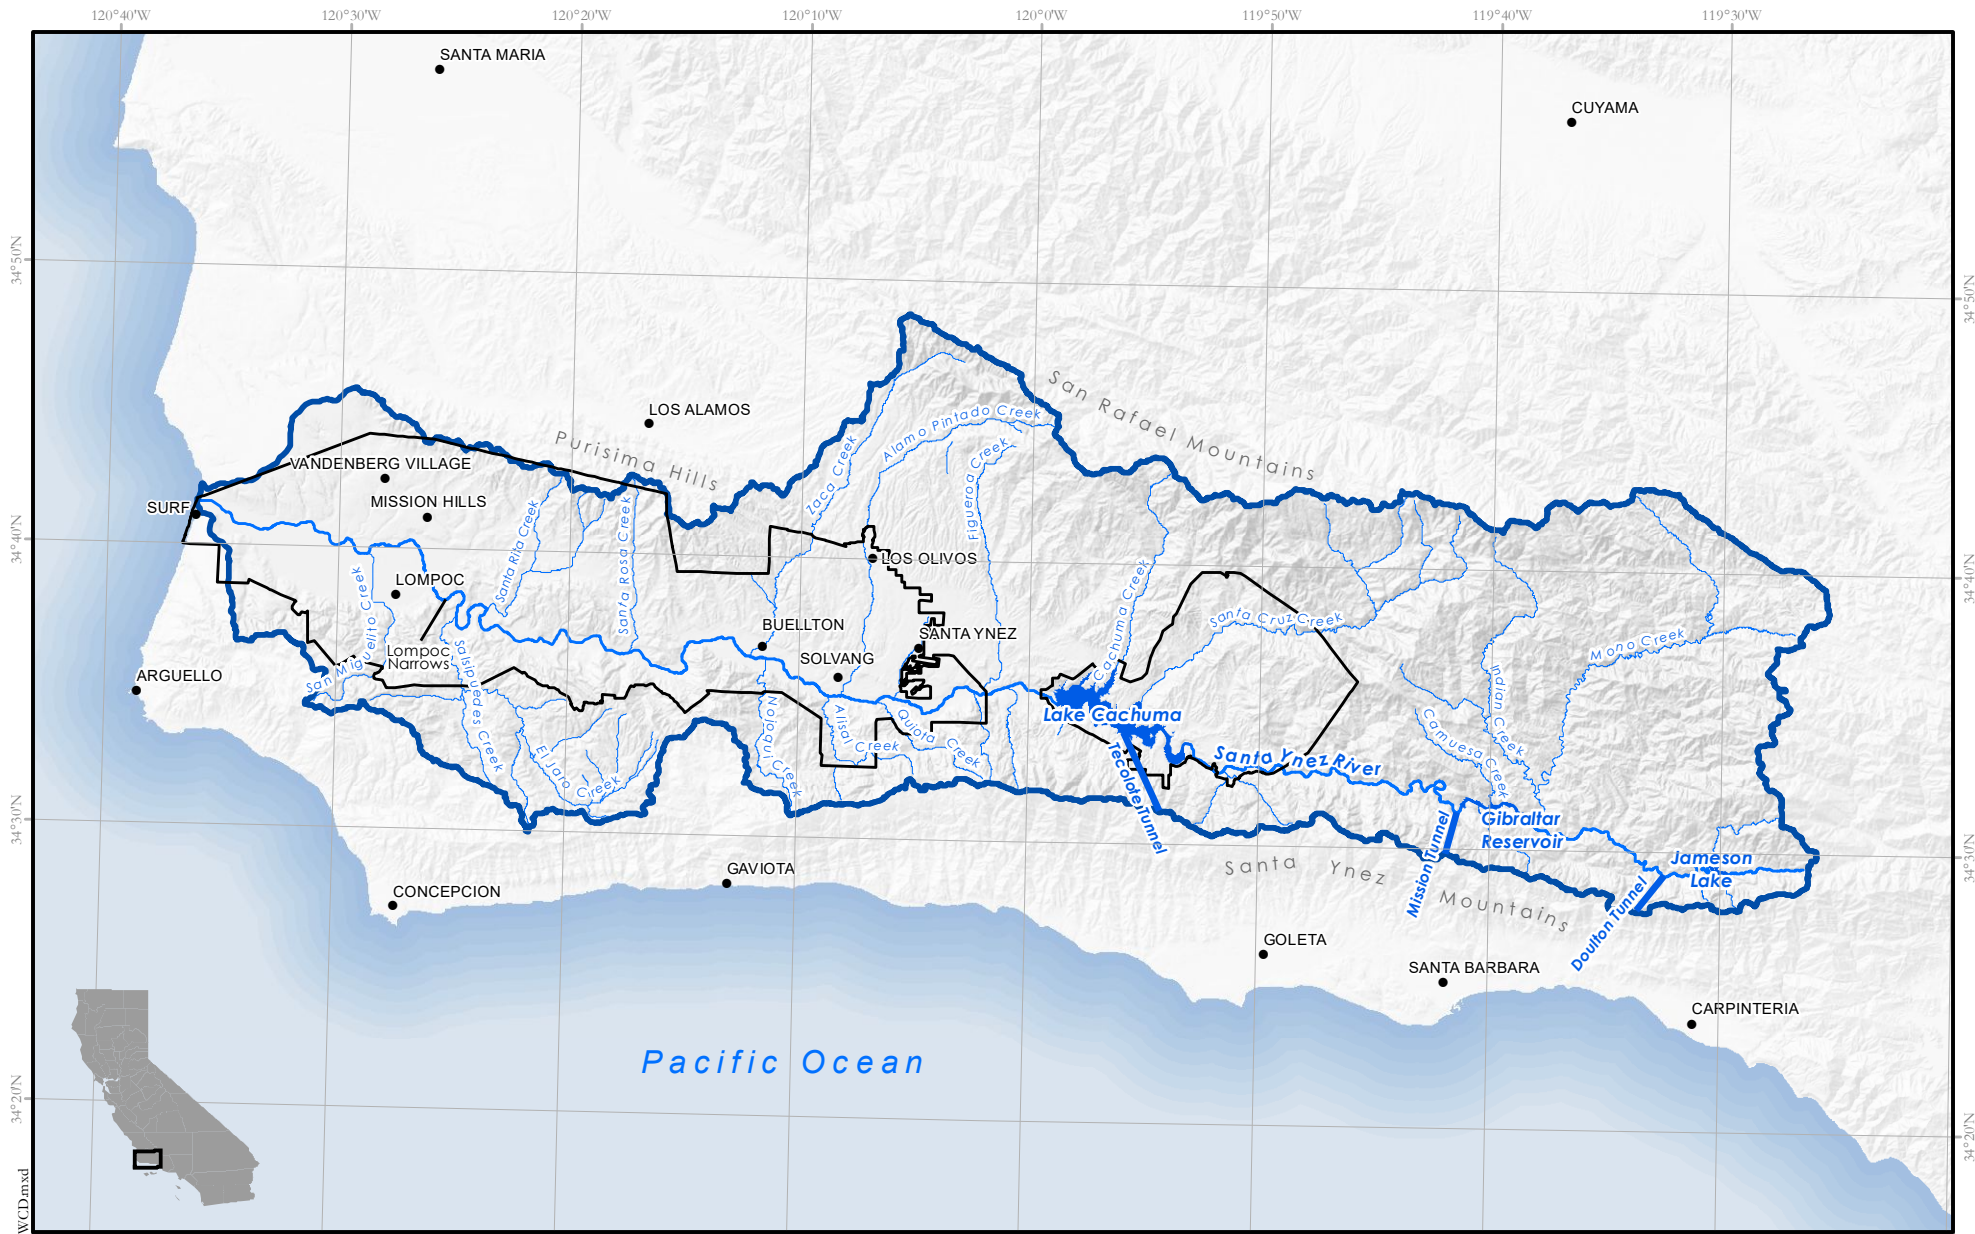 120°40'W
120°30'W
120°20'W
120°10'W
120°0'W
119°50'W
119°40'W
119°30'W
SANTA MARIA
CUYAMA
34°50'N
34°50'N
San Rafael Mountains
LOS ALAMOS
Purisima Hills
Alamo Pintado Creek
Zaca Creek
Figueroa Creek
VANDENBERG VILLAGE
MISSION HILLS
SURF
Santa Rita Creek
Santa Rosa Creek
34°40'N
34°40'N
LOS OLIVOS
LOMPOC
San Miguelito Creek
Cachuma Creek
Santa Cruz Creek
BUELLTON
SANTA YNEZ
Mono Creek
Lompoc
Narrows
SOLVANG
ARGUELLO
Salsipuedes Creek
Indian Creek
Lake Cachuma
Nojoqui Creek
Alisal Creek
Quiota Creek
Camuesa Creek
El Jaro Creek
Santa Ynez River
Tecolote Tunnel
34°30'N
34°30'N
Gibraltar
Reservoir
Mission Tunnel
Jameson
Lake
Santa Ynez Mountains
Doulton Tunnel
GAVIOTA
CONCEPCION
GOLETA
SANTA BARBARA
CARPINTERIA
Pacific Ocean
34°20'N
34°20'N
WCD.mxd